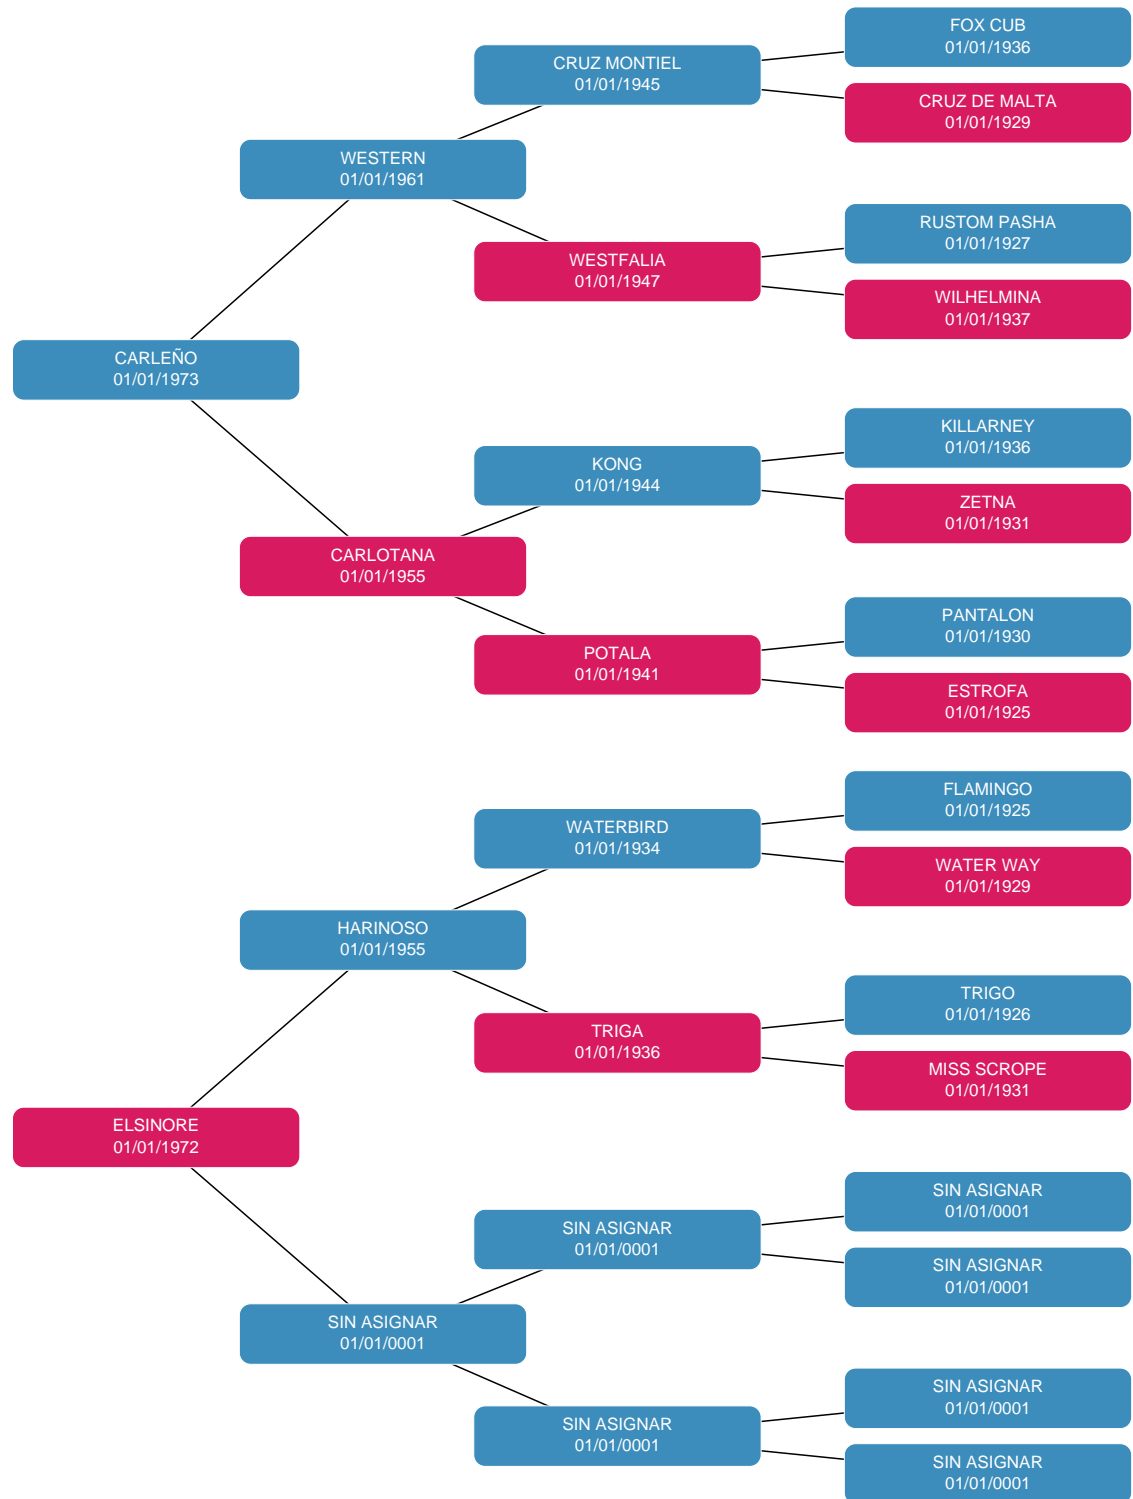 FOX CUB
01/01/1936
CRUZ MONTIEL
01/01/1945
CRUZ DE MALTA
01/01/1929
WESTERN
01/01/1961
RUSTOM PASHA
01/01/1927
WESTFALIA
01/01/1947
WILHELMINA
01/01/1937
CARLEÑO
01/01/1973
KILLARNEY
01/01/1936
KONG
01/01/1944
ZETNA
01/01/1931
CARLOTANA
01/01/1955
PANTALON
01/01/1930
POTALA
01/01/1941
ESTROFA
01/01/1925
FLAMINGO
01/01/1925
WATERBIRD
01/01/1934
WATER WAY
01/01/1929
HARINOSO
01/01/1955
TRIGO
01/01/1926
TRIGA
01/01/1936
MISS SCROPE
01/01/1931
ELSINORE
01/01/1972
SIN ASIGNAR
01/01/0001
SIN ASIGNAR
01/01/0001
SIN ASIGNAR
01/01/0001
SIN ASIGNAR
01/01/0001
SIN ASIGNAR
01/01/0001
SIN ASIGNAR
01/01/0001
SIN ASIGNAR
01/01/0001